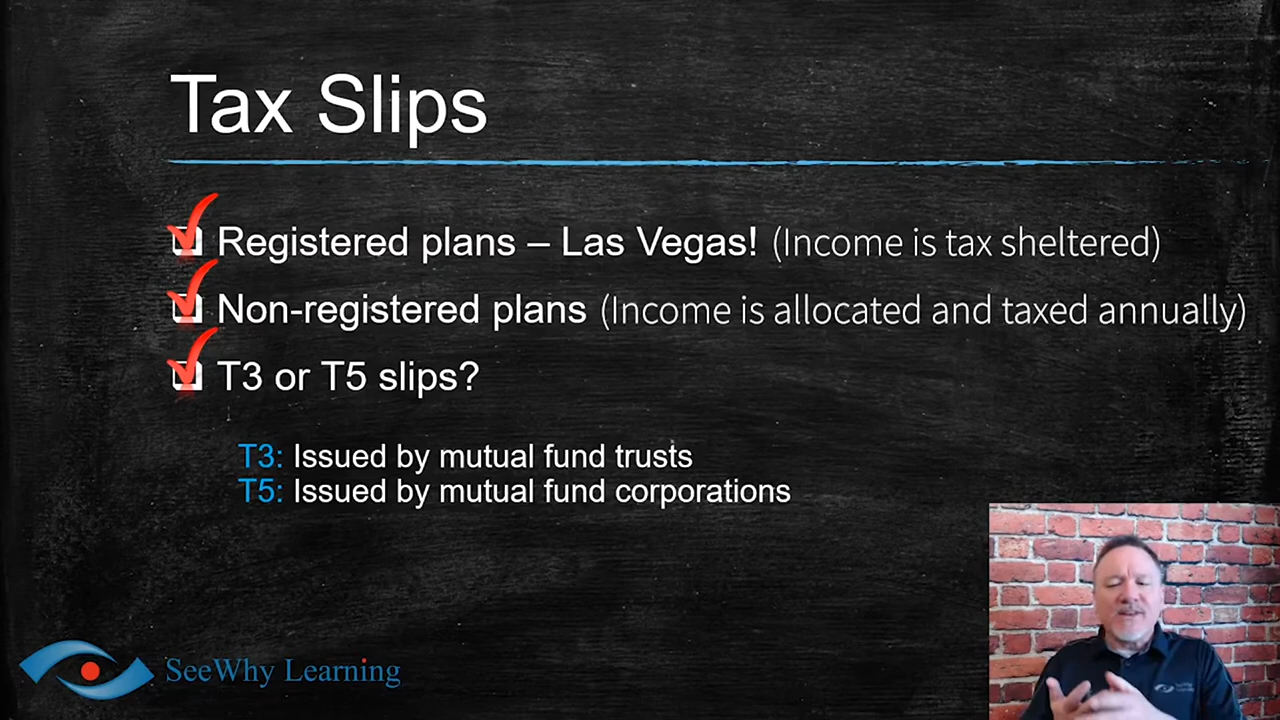 Tax Slips
Registered plans – Las Vegas! (Income is tax sheltered)
Non-registered plans (Income is allocated and taxed annually)
T3 or T5 slips?
T3: Issued by mutual fund trusts
T5: Issued by mutual fund corporations
SeeWhy Learning